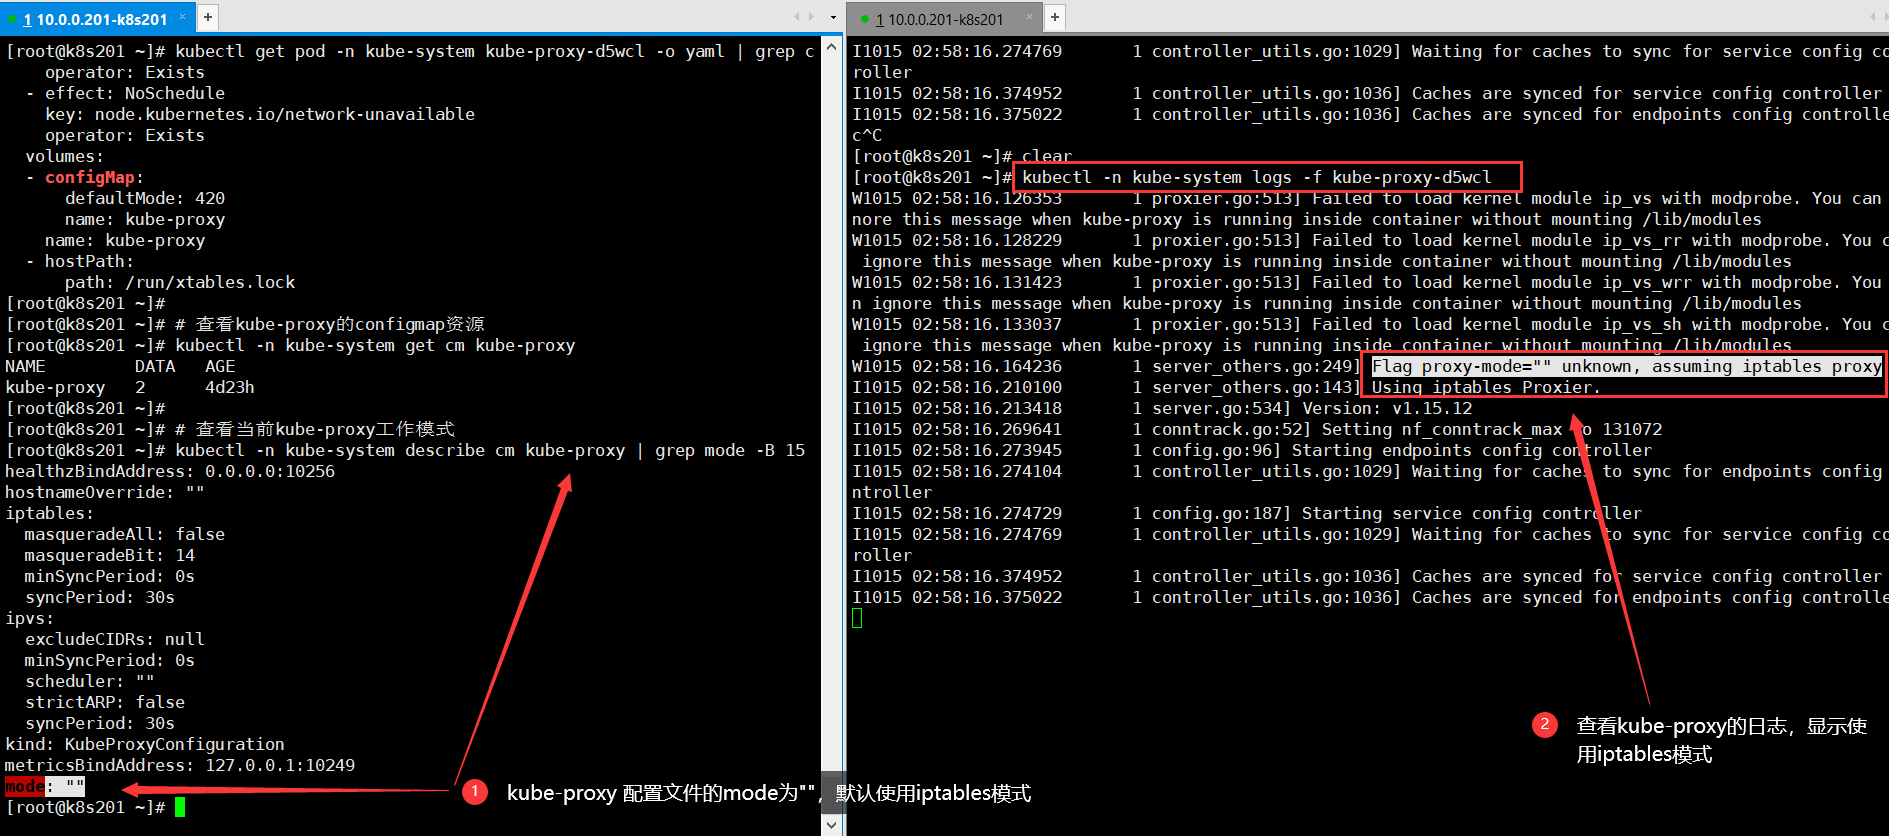 1 10.0.0.201-k8s201 × +
[root@k8s201 ~]# kubectl get pod -n kube-system kube-proxy-d5wcl -o yaml | grep c
    operator: Exists
  - effect: NoSchedule
    key: node.kubernetes.io/network-unavailable
    operator: Exists
  volumes:
  - configMap:
      defaultMode: 420
      name: kube-proxy
    name: kube-proxy
  - hostPath:
      path: /run/xtables.lock
[root@k8s201 ~]#
[root@k8s201 ~]# # 查看kube-proxy的configmap资源
[root@k8s201 ~]# kubectl -n kube-system get cm kube-proxy
NAME         DATA   AGE
kube-proxy   2      4d23h
[root@k8s201 ~]#
[root@k8s201 ~]# # 查看当前kube-proxy工作模式
[root@k8s201 ~]# kubectl -n kube-system describe cm kube-proxy | grep mode -B 15
healthzBindAddress: 0.0.0.0:10256
hostnameOverride: ""
iptables:
  masqueradeAll: false
  masqueradeBit: 14
  minSyncPeriod: 0s
  syncPeriod: 30s
ipvs:
  excludeCIDRs: null
  minSyncPeriod: 0s
  scheduler: ""
  strictARP: false
  syncPeriod: 30s
kind: KubeProxyConfiguration
metricsBindAddress: 127.0.0.1:10249
mode: ""
[root@k8s201 ~]#
1 kube-proxy 配置文件的mode为""，默认使用iptables模式
1 10.0.0.201-k8s201 × +
I1015 02:58:16.274769       1 controller_utils.go:1029] Waiting for caches to sync for service config co
roller
I1015 02:58:16.374952       1 controller_utils.go:1036] Caches are synced for service config controller
I1015 02:58:16.375022       1 controller_utils.go:1036] Caches are synced for endpoints config controlle
c^C
[root@k8s201 ~]# clear
[root@k8s201 ~]# kubectl -n kube-system logs -f kube-proxy-d5wcl
W1015 02:58:16.126353       1 proxier.go:513] Failed to load kernel module ip_vs with modprobe. You can
nore this message when kube-proxy is running inside container without mounting /lib/modules
W1015 02:58:16.128229       1 proxier.go:513] Failed to load kernel module ip_vs_rr with modprobe. You c
 ignore this message when kube-proxy is running inside container without mounting /lib/modules
W1015 02:58:16.131423       1 proxier.go:513] Failed to load kernel module ip_vs_wrr with modprobe. You
n ignore this message when kube-proxy is running inside container without mounting /lib/modules
W1015 02:58:16.133037       1 proxier.go:513] Failed to load kernel module ip_vs_sh with modprobe. You c
 ignore this message when kube-proxy is running inside container without mounting /lib/modules
W1015 02:58:16.164236       1 server_others.go:249] Flag proxy-mode="" unknown, assuming iptables proxy
I1015 02:58:16.210100       1 server_others.go:143] Using iptables Proxier.
I1015 02:58:16.213418       1 server.go:534] Version: v1.15.12
I1015 02:58:16.269641       1 conntrack.go:52] Setting nf_conntrack_max to 131072
I1015 02:58:16.273945       1 config.go:96] Starting endpoints config controller
I1015 02:58:16.274104       1 controller_utils.go:1029] Waiting for caches to sync for endpoints config
ntroller
I1015 02:58:16.274729       1 config.go:187] Starting service config controller
I1015 02:58:16.274769       1 controller_utils.go:1029] Waiting for caches to sync for service config co
roller
I1015 02:58:16.374952       1 controller_utils.go:1036] Caches are synced for service config controller
I1015 02:58:16.375022       1 controller_utils.go:1036] Caches are synced for endpoints config controlle
2 查看kube-proxy的日志，显示使
用iptables模式